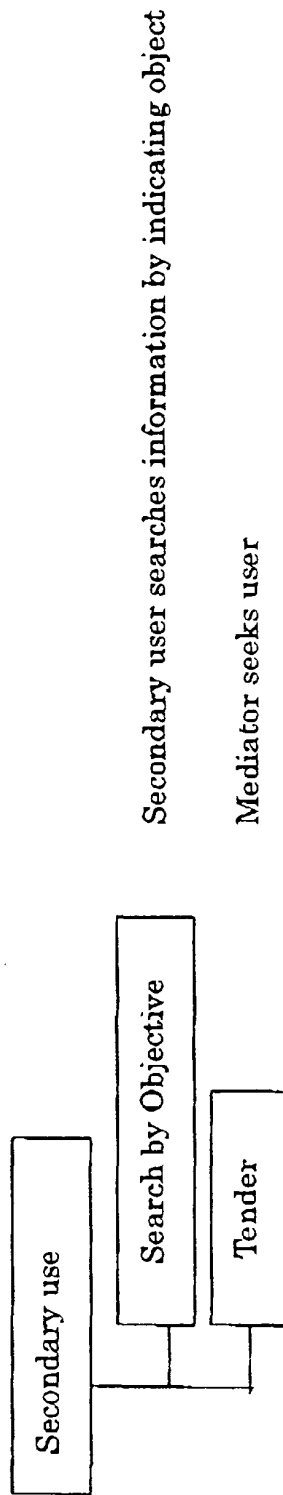 Secondary use
Search by Objective
Secondary user searches information by indicating object
Tender
Mediator seeks user